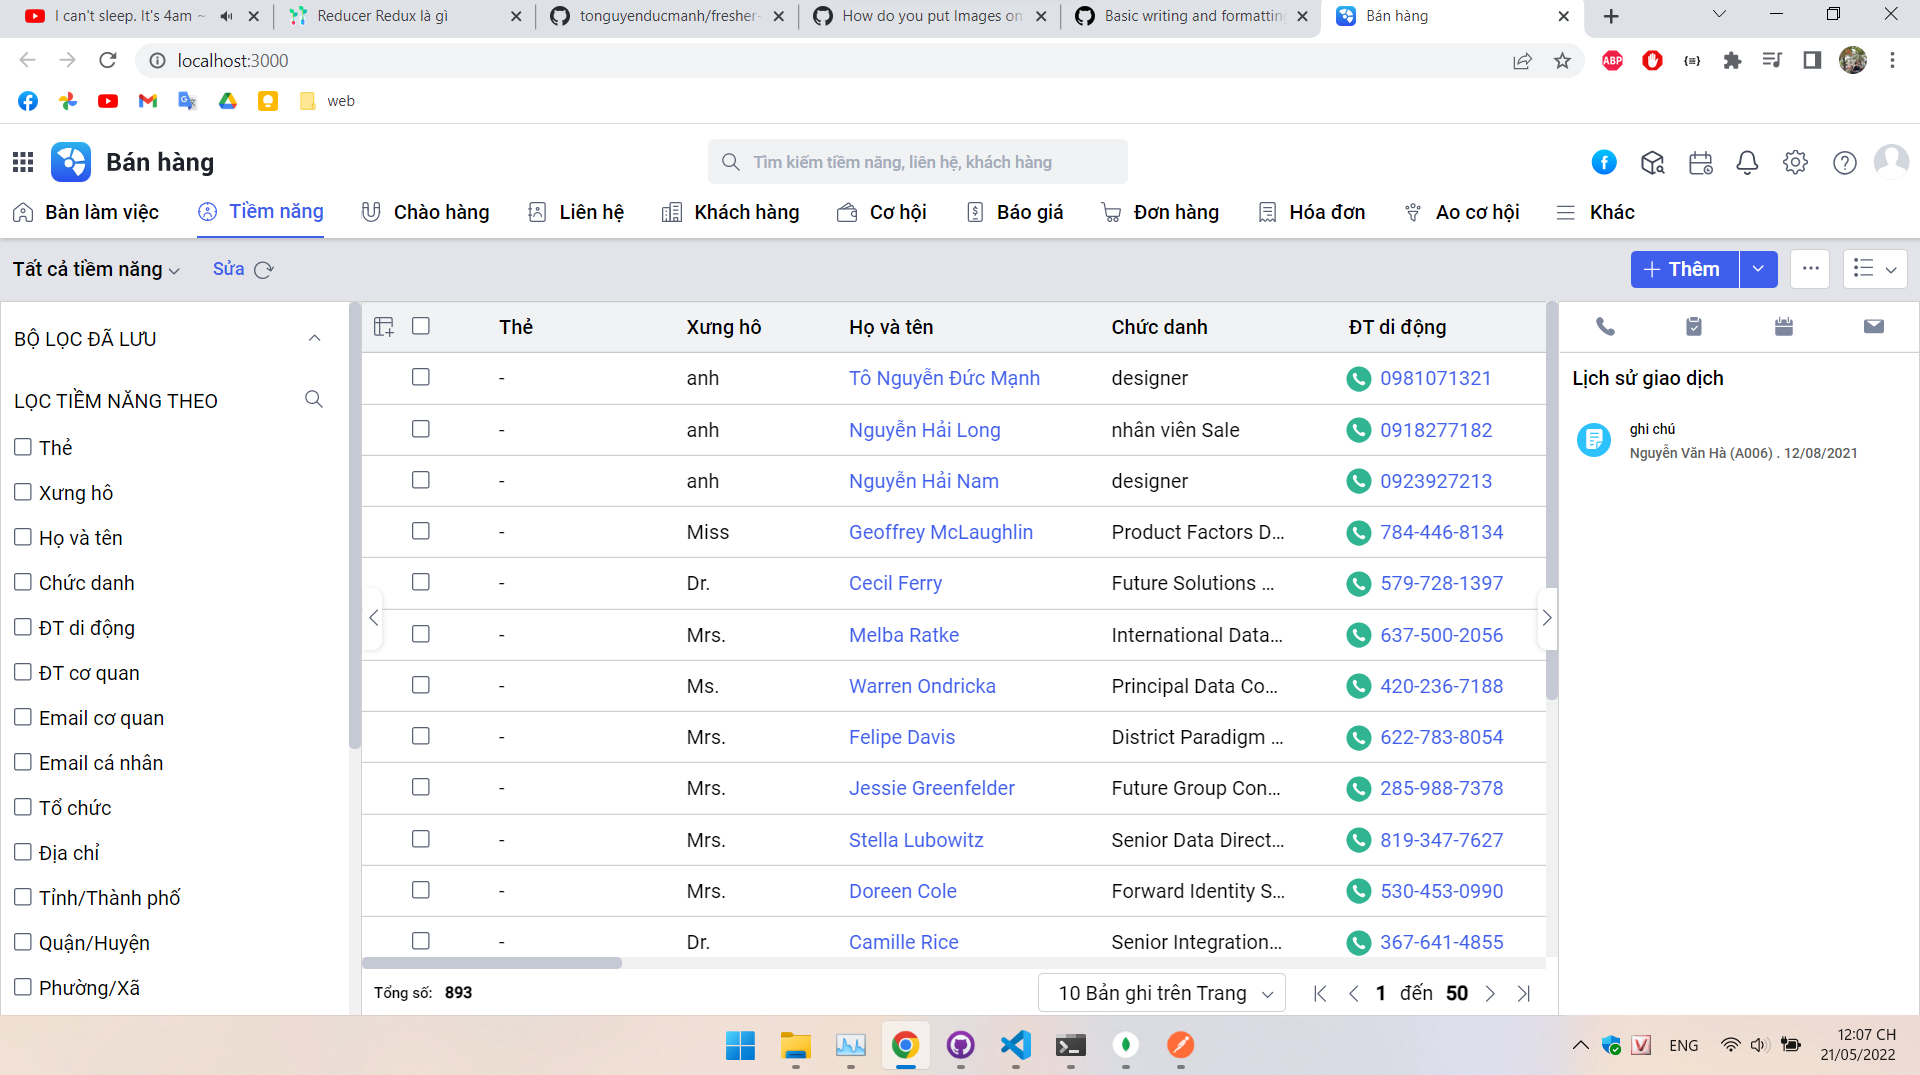 I can't sleep. It's 4am ~
Reducer Redux là gì
tonguyenducmanh/fresher-
How do you put Images on
Basic writing and formattin
Bán hàng
localhost:3000
ABP
web
Bán hàng
Tìm kiếm tiềm năng, liên hệ, khách hàng
Bàn làm việc
Tiềm năng
Chào hàng
Liên hệ
Khách hàng
Cơ hội
Báo giá
Đơn hàng
Hóa đơn
Ao cơ hội
Khác
Tất cả tiềm năng
Sửa
Thêm
BỘ LỌC ĐÃ LƯU
LỌC TIỀM NĂNG THEO
Thẻ
Xưng hô
Họ và tên
Chức danh
ĐT di động
ĐT cơ quan
Email cơ quan
Email cá nhân
Tổ chức
Địa chỉ
Tỉnh/Thành phố
Quận/Huyện
Phường/Xã
Thẻ Xưng hô Họ và tên Chức danh ĐT di động
- anh Tô Nguyễn Đức Mạnh designer 0981071321
- anh Nguyễn Hải Long nhân viên Sale 0918277182
- anh Nguyễn Hải Nam designer 0923927213
- Miss Geoffrey McLaughlin Product Factors D... 784-446-8134
- Dr. Cecil Ferry Future Solutions ... 579-728-1397
- Mrs. Melba Ratke International Data... 637-500-2056
- Ms. Warren Ondricka Principal Data Co... 420-236-7188
- Mrs. Felipe Davis District Paradigm ... 622-783-8054
- Mrs. Jessie Greenfelder Future Group Con... 285-988-7378
- Mrs. Stella Lubowitz Senior Data Direct... 819-347-7627
- Mrs. Doreen Cole Forward Identity S... 530-453-0990
- Dr. Camille Rice Senior Integration... 367-641-4855
Tổng số: 893
10 Bản ghi trên Trang
1 đến 50
Lịch sử giao dịch
ghi chú
Nguyễn Văn Hà (A006) . 12/08/2021
ENG
12:07 CH
21/05/2022